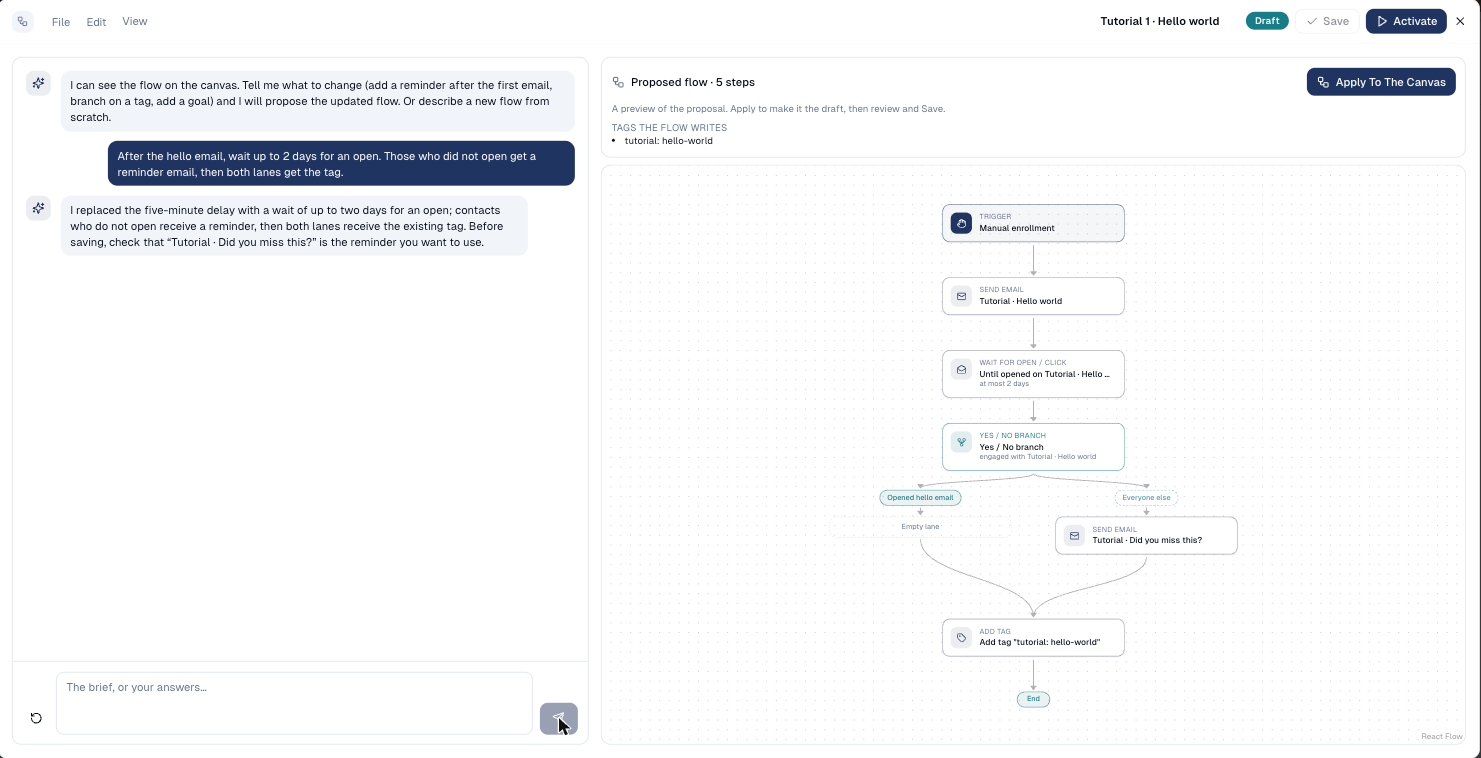 File Edit View
Tutorial 1 · Hello world
Draft
Save
Activate
I can see the flow on the canvas. Tell me what to change (add a reminder after the first email,
branch on a tag, add a goal) and I will propose the updated flow. Or describe a new flow from
scratch.
After the hello email, wait up to 2 days for an open. Those who did not open get a
reminder email, then both lanes get the tag.
I replaced the five-minute delay with a wait of up to two days for an open; contacts
who do not open receive a reminder, then both lanes receive the existing tag. Before
saving, check that “Tutorial · Did you miss this?” is the reminder you want to use.
The brief, or your answers…
Proposed flow · 5 steps
Apply To The Canvas
A preview of the proposal. Apply to make it the draft, then review and Save.
TAGS THE FLOW WRITES
• tutorial: hello-world
TRIGGER
Manual enrollment
SEND EMAIL
Tutorial · Hello world
WAIT FOR OPEN / CLICK
Until opened on Tutorial · Hello ...
at most 2 days
YES / NO BRANCH
Yes / No branch
engaged with Tutorial · Hello world
Opened hello email
Everyone else
Empty lane
SEND EMAIL
Tutorial · Did you miss this?
ADD TAG
Add tag "tutorial: hello-world"
End
React Flow